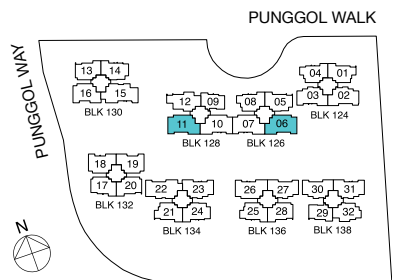 PUNGGOL WALK
PUNGGOL WAY
13 14
16 15
BLK 130
04 01
03 02
BLK 124
12 09
11 10
BLK 128
08 05
07 06
BLK 126
18 19
17 20
BLK 132
22 23
21 24
BLK 134
26 27
25 28
BLK 136
30 31
29 32
BLK 138
N